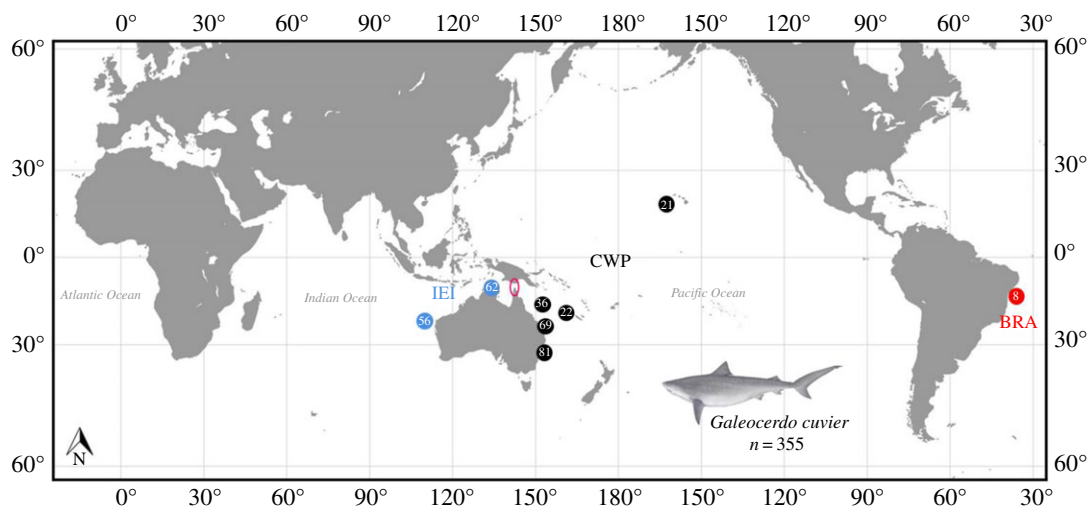 0° 30° 60° 90° 120° 150° 180° 150° 120° 90° 60° 30°
60° 60°
30° 30°
21
0° 0°
CWP
Atlantic Ocean Indian Ocean IEI 62 Pacific Ocean 8
36
56 22 BRA
69
30° 81 30°
Galeocerdo cuvier
n = 355
N
60° 60°
0° 30° 60° 90° 120° 150° 180° 150° 120° 90° 60° 30°